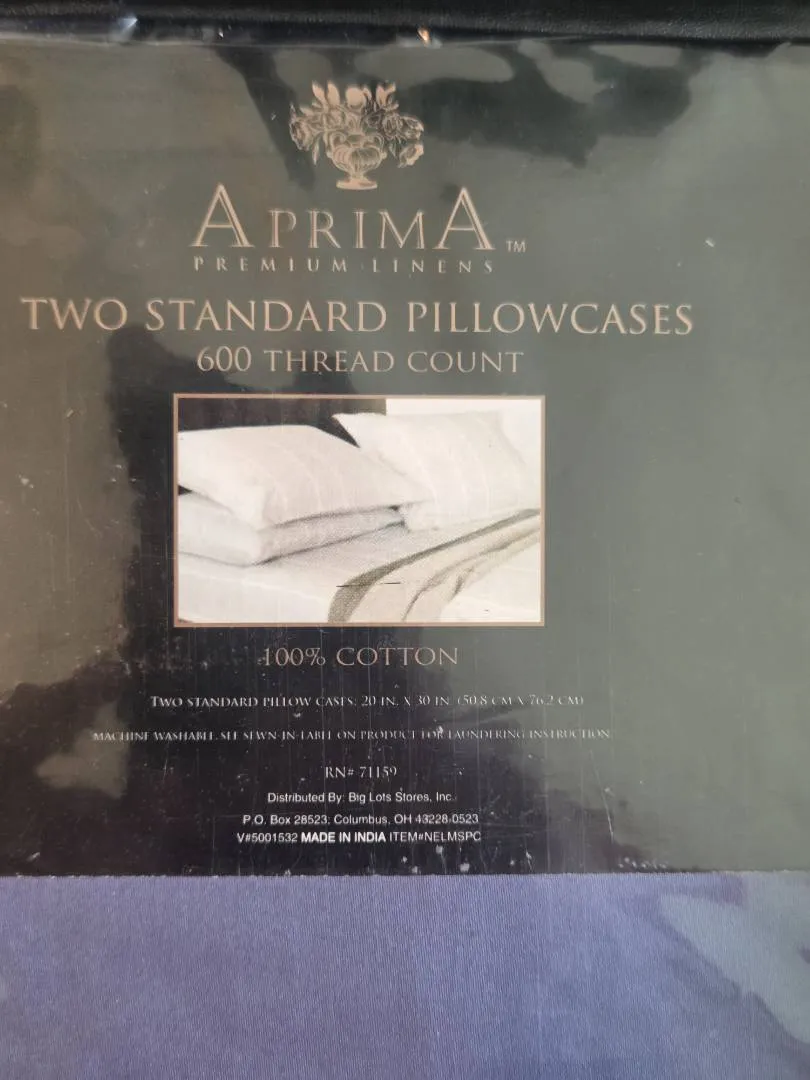 APRIMA TM
PREMIUM LINENS
TWO STANDARD PILLOWCASES
600 THREAD COUNT
100% COTTON
TWO STANDARD PILLOW CASES: 20 IN. X 30 IN. (50.8 CM X 76.2 CM)
MACHINE WASHABLE. SEE SEWN-IN-LABEL ON PRODUCT FOR LAUNDERING INSTRUCTION.
RN# 71159
Distributed By: Big Lots Stores, Inc.
P.O. Box 28523, Columbus, OH 43228-0523
V#5001532 MADE IN INDIA ITEM#NELMSPC